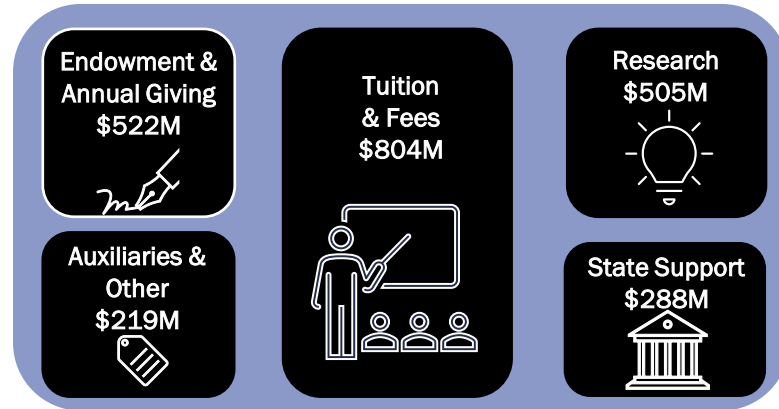 Endowment &
Annual Giving
$522M
Auxiliaries &
Other
$219M
Tuition
& Fees
$804M
Research
$505M
State Support
$288M